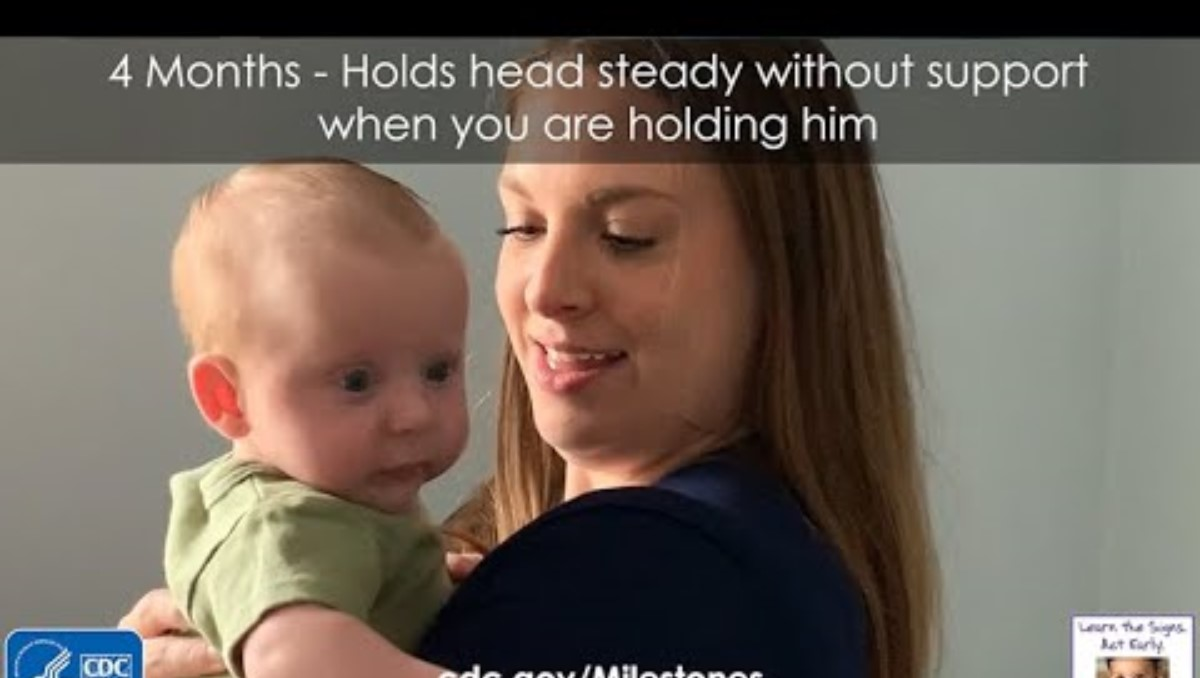 4 Months - Holds head steady without support
when you are holding him
CDC
cdc.gov/Milestones
Learn the Signs.
Act Early.